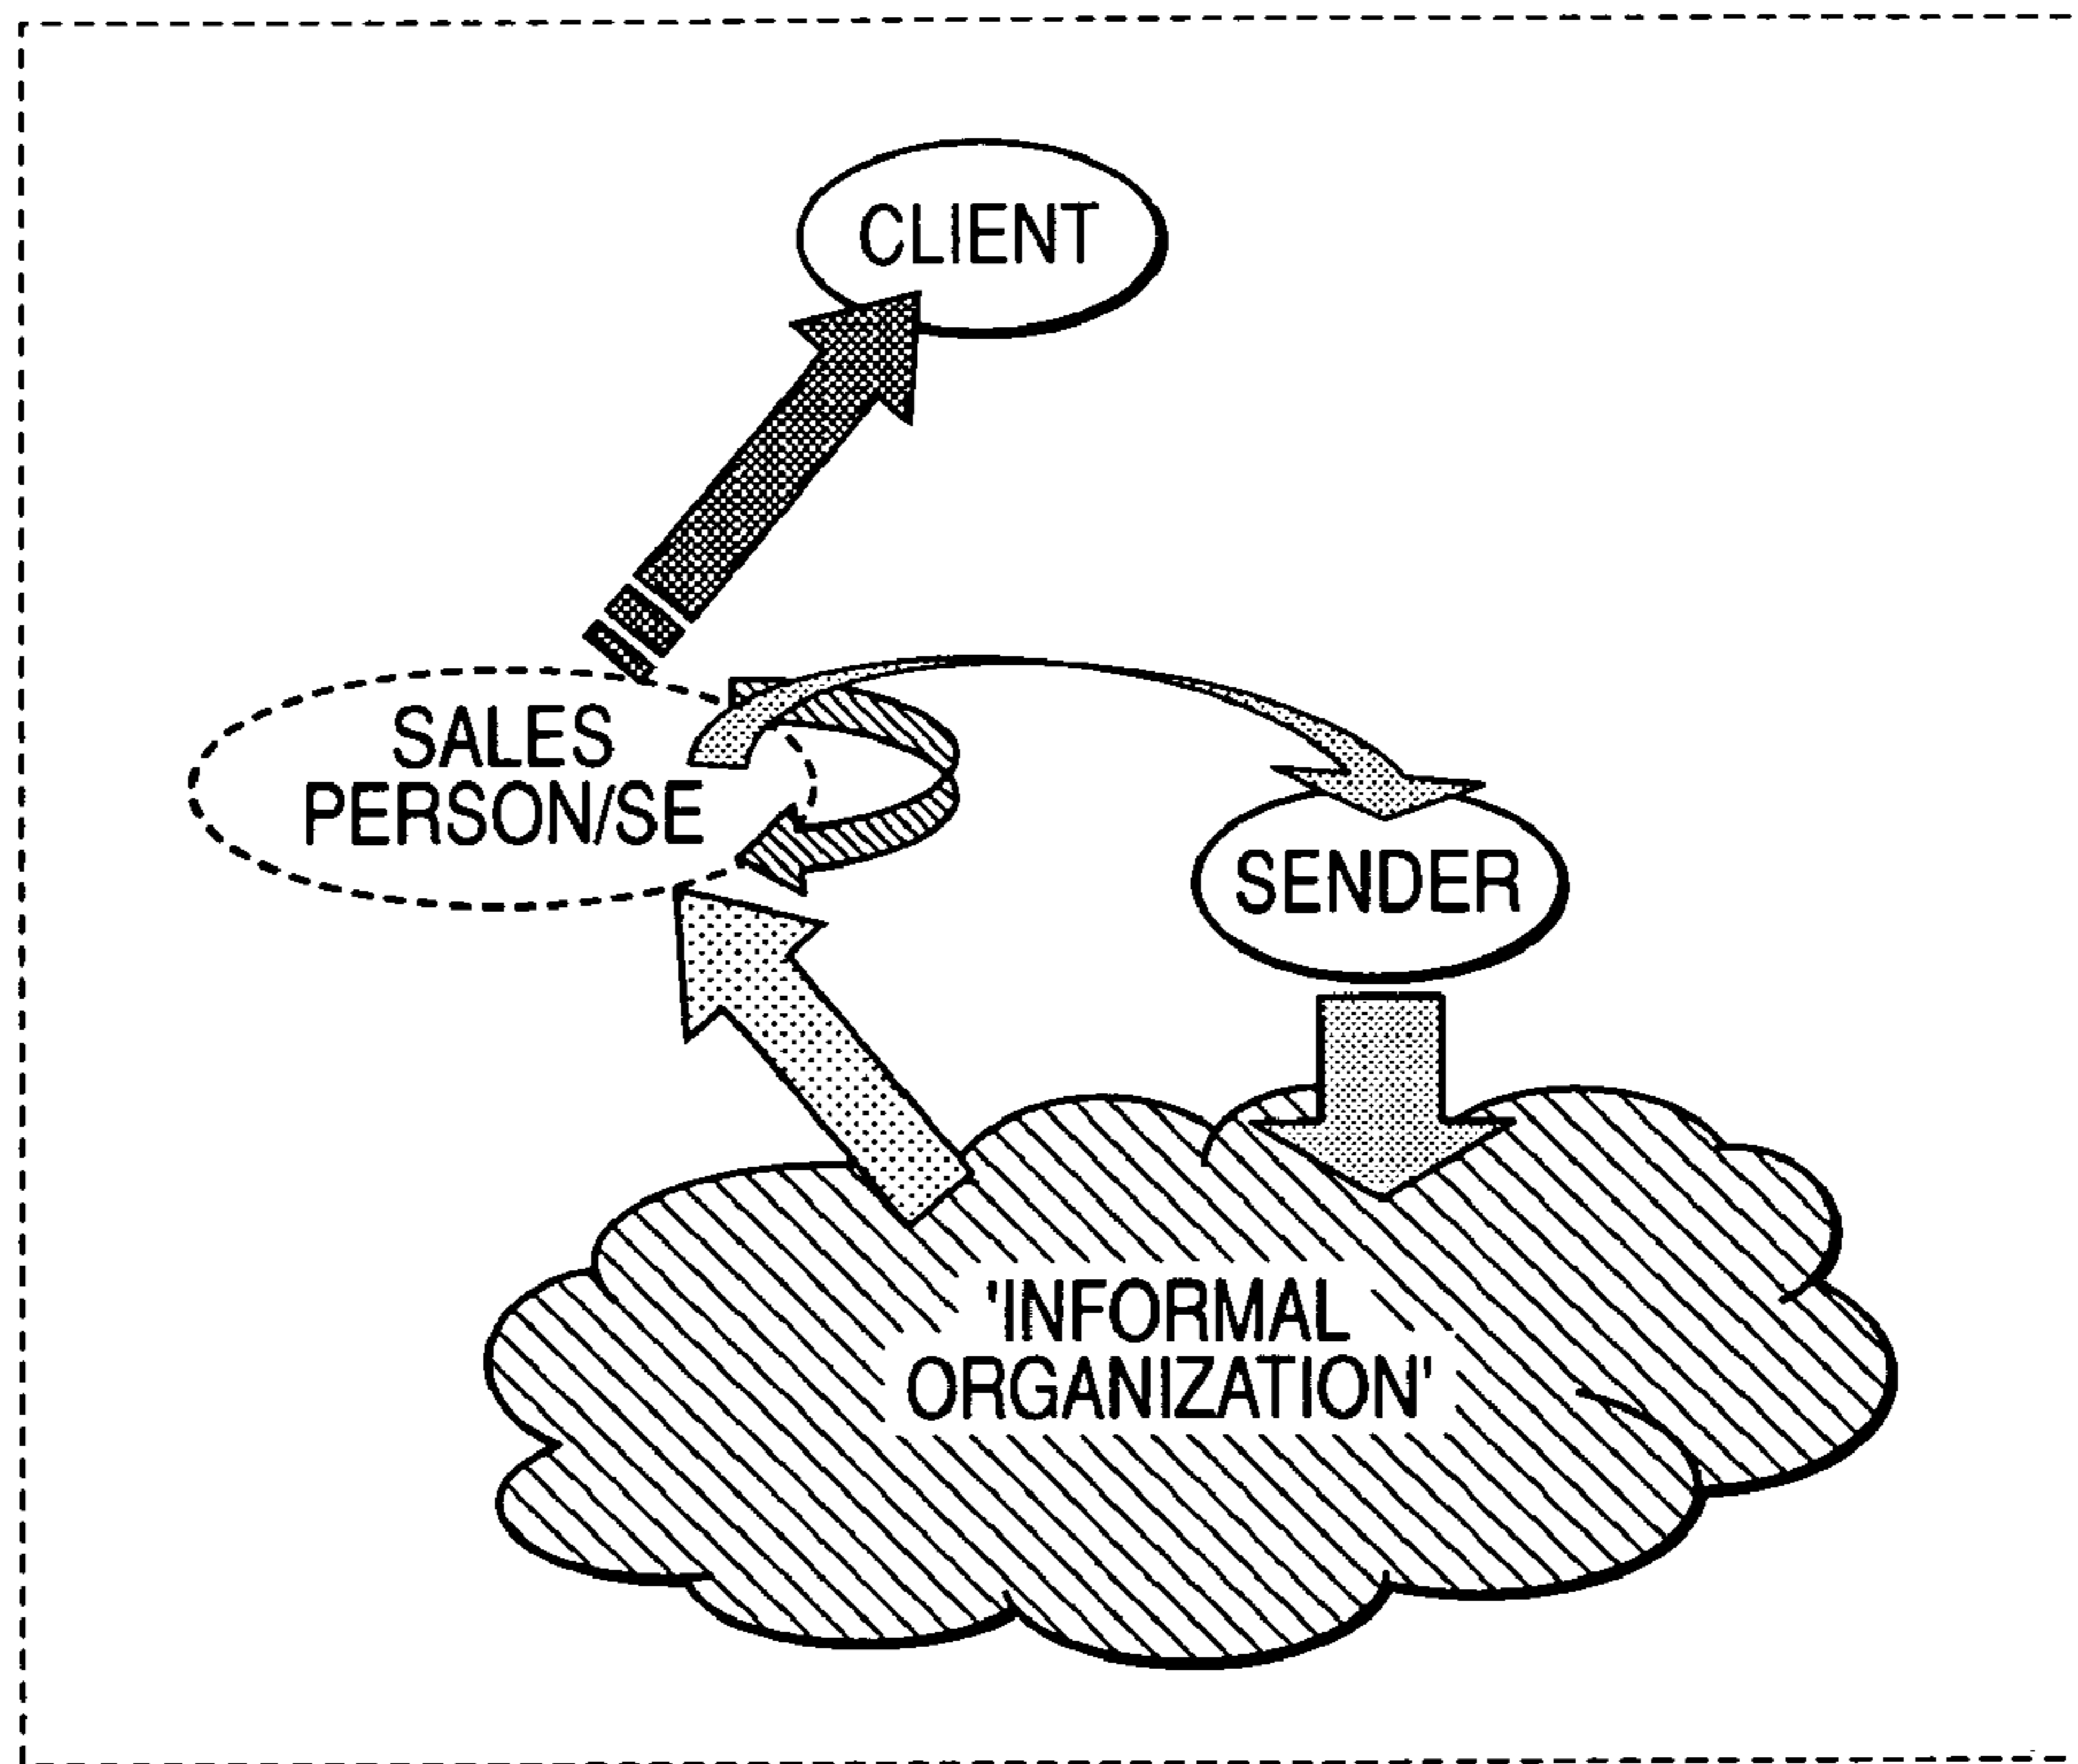 CLIENT
SALES
PERSON/SE
SENDER
'INFORMAL
ORGANIZATION'